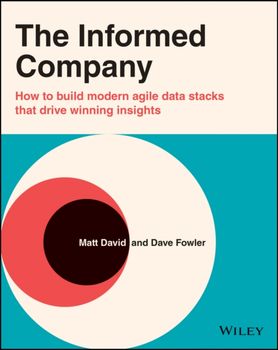 The Informed
Company
How to build modern agile data stacks
that drive winning insights
Matt David and Dave Fowler
WILEY